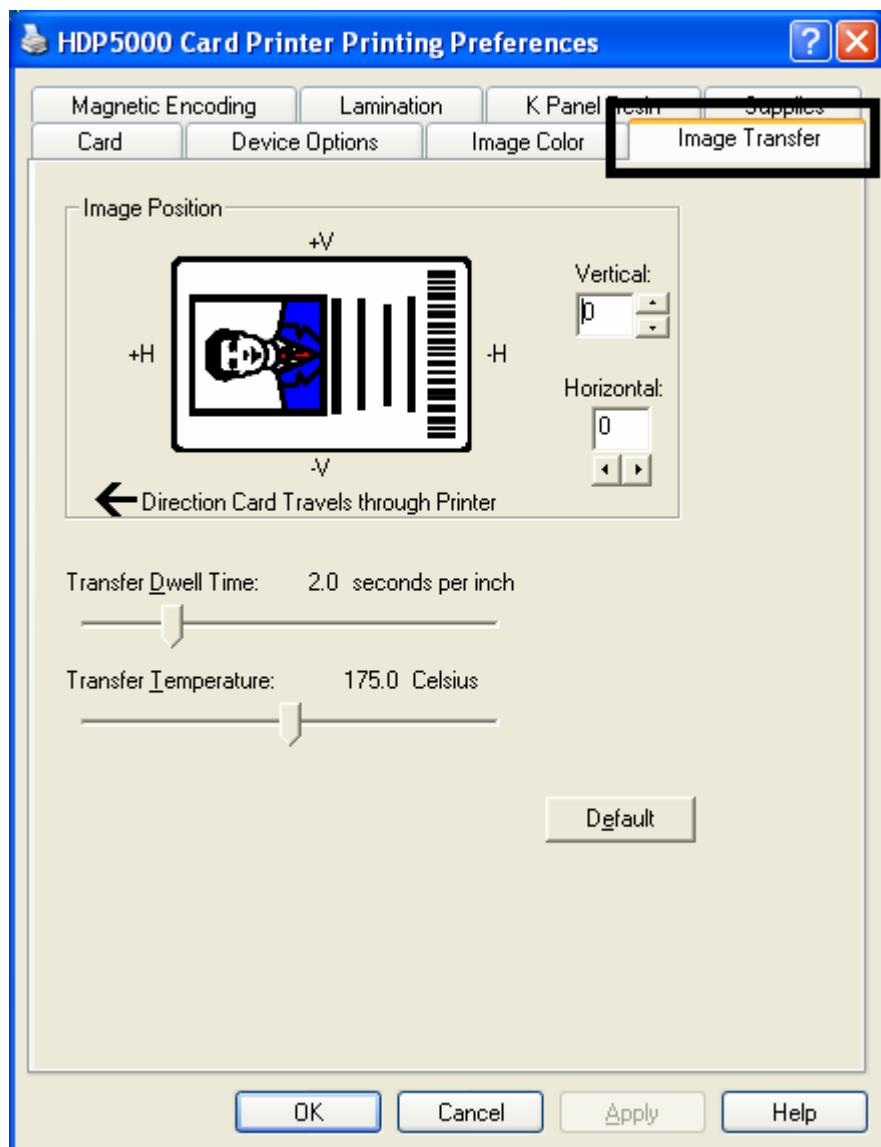 HDP5000 Card Printer Printing Preferences
Magnetic Encoding Lamination K Panel Resin Supplies
Card Device Options Image Color Image Transfer
Image Position
+V
Vertical:
0
+H
-H
Horizontal:
0
-V
Direction Card Travels through Printer
Transfer Dwell Time: 2.0 seconds per inch
Transfer Temperature: 175.0 Celsius
Default
OK Cancel Apply Help